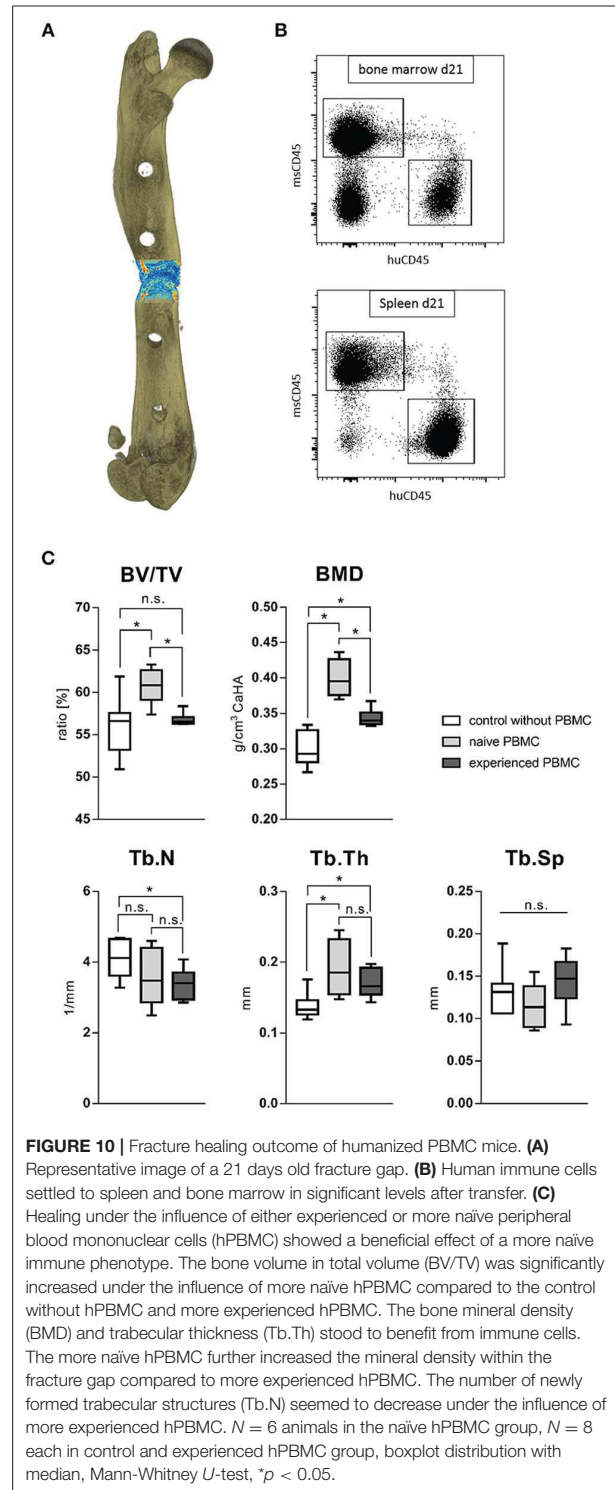 A
B
bone marrow d21
msCD45
huCD45
Spleen d21
msCD45
huCD45
C
BV/TV
n.s.
*
*
ratio [%]
70
65
60
55
50
45
BMD
*
*
*
g/cm³ CaHA
0.50
0.45
0.40
0.35
0.30
0.25
0.20
control without PBMC
naive PBMC
experienced PBMC
Tb.N
*
n.s.
n.s.
1/mm
6
4
2
0
Tb.Th
*
*
n.s.
mm
0.3
0.2
0.1
0.0
Tb.Sp
n.s.
mm
0.25
0.20
0.15
0.10
0.05
0.00
FIGURE 10 | Fracture healing outcome of humanized PBMC mice. (A)
Representative image of a 21 days old fracture gap. (B) Human immune cells
settled to spleen and bone marrow in significant levels after transfer. (C)
Healing under the influence of either experienced or more naïve peripheral
blood mononuclear cells (hPBMC) showed a beneficial effect of a more naïve
immune phenotype. The bone volume in total volume (BV/TV) was significantly
increased under the influence of more naïve hPBMC compared to the control
without hPBMC and more experienced hPBMC. The bone mineral density
(BMD) and trabecular thickness (Tb.Th) stood to benefit from immune cells.
The more naïve hPBMC further increased the mineral density within the
fracture gap compared to more experienced hPBMC. The number of newly
formed trabecular structures (Tb.N) seemed to decrease under the influence of
more experienced hPBMC. N = 6 animals in the naïve hPBMC group, N = 8
each in control and experienced hPBMC group, boxplot distribution with
median, Mann-Whitney U-test, *p < 0.05.